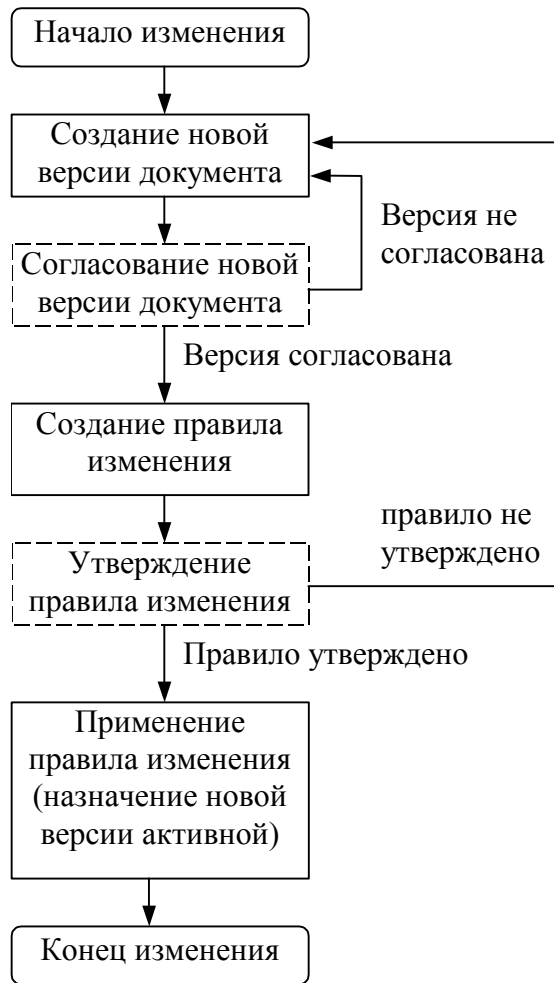 Начало изменения
Создание новой
версии документа
Версия не
согласована
Согласование новой
версии документа
Версия согласована
Создание правила
изменения
правило не
утверждено
Утверждение
правила изменения
Правило утверждено
Применение
правила изменения
(назначение новой
версии активной)
Конец изменения